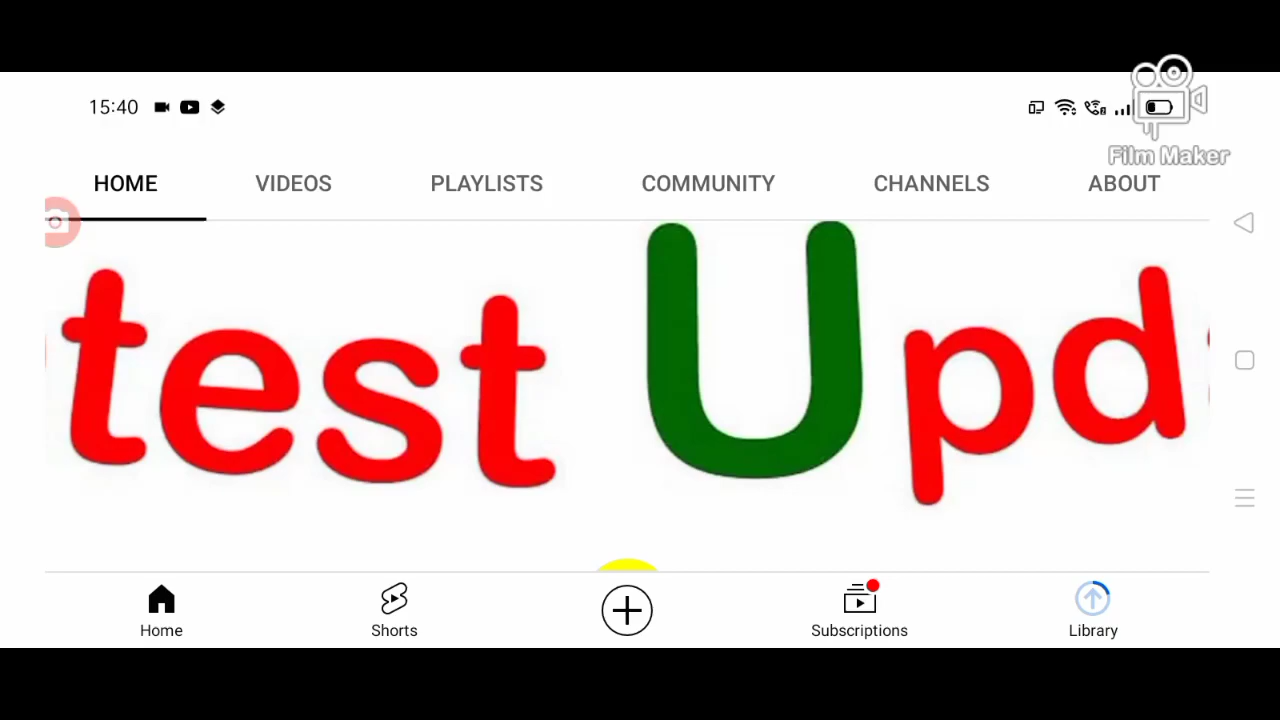 15:40
Film Maker
HOME VIDEOS PLAYLISTS COMMUNITY CHANNELS ABOUT
test Upd
Home Shorts Subscriptions Library